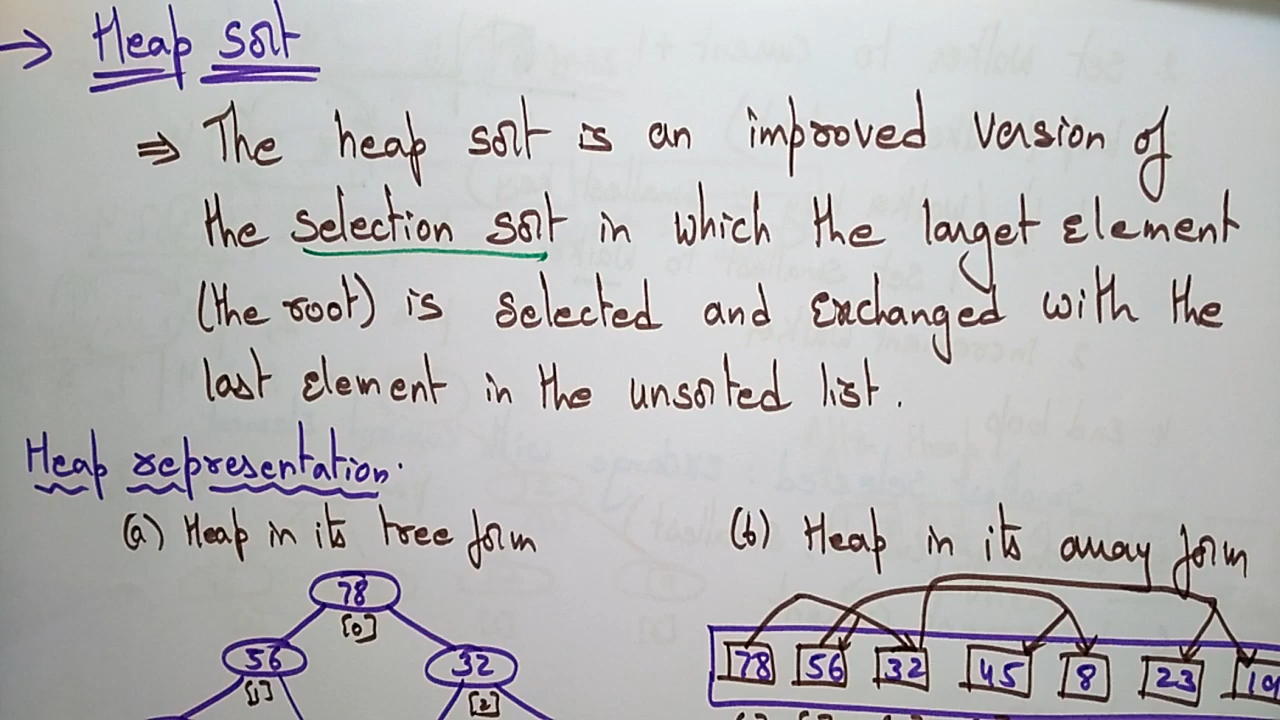 → Heap sort
⇒ The heap sort is an improved version of
the selection sort in which the larget element
(the root) is selected and exchanged with the
last element in the unsorted list.
Heap representation.
(a) Heap in its tree form
(b) Heap in its array form
78
[0]
56
[1]
32
[2]
78 56 32 45 8 23